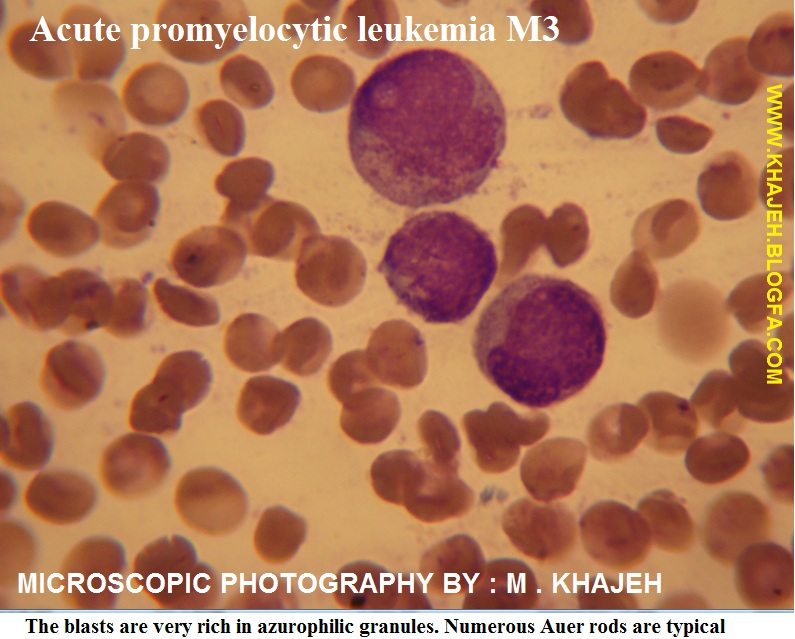 Acute promyelocytic leukemia M3
WWW.KHAJEH.BLOGFA.COM
MICROSCOPIC PHOTOGRAPHY BY : M . KHAJEH
The blasts are very rich in azurophilic granules. Numerous Auer rods are typical